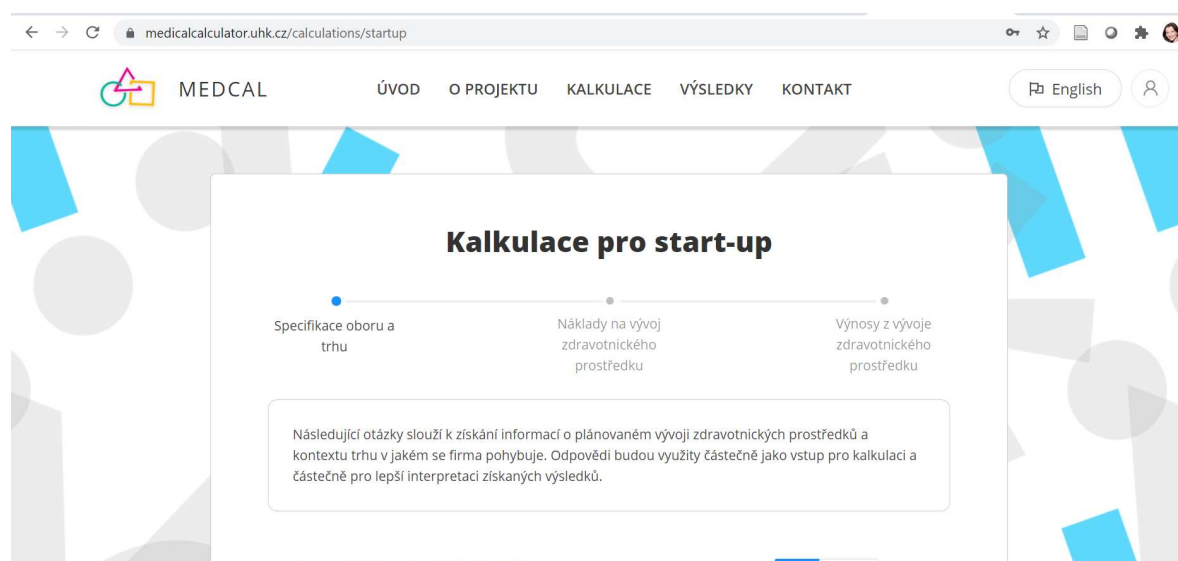 medicalcalculator.uhk.cz/calculations/startup
MEDCAL ÚVOD O PROJEKTU KALKULACE VÝSLEDKY KONTAKT English
Kalkulace pro start-up
Specifikace oboru a
trhu
Náklady na vývoj
zdravotnického
prostředku
Výnosy z vývoje
zdravotnického
prostředku
Následující otázky slouží k získání informací o plánovaném vývoji zdravotnických prostředků a
kontextu trhu v jakém se firma pohybuje. Odpovědi budou využity částečně jako vstup pro kalkulaci a
částečně pro lepší interpretaci získaných výsledků.